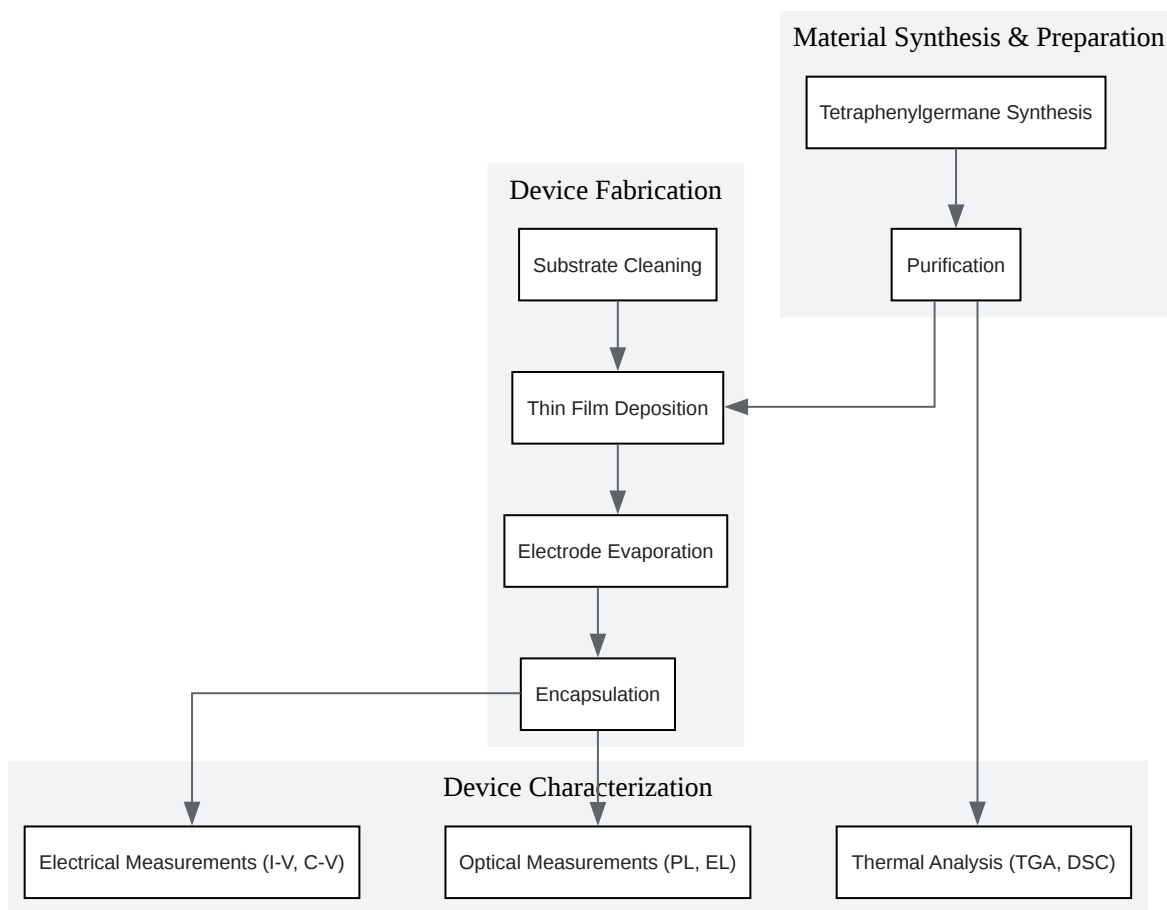 Material Synthesis & Preparation
Tetraphenylgermane Synthesis
Purification
Device Fabrication
Substrate Cleaning
Thin Film Deposition
Electrode Evaporation
Encapsulation
Device Characterization
Electrical Measurements (I-V, C-V)
Optical Measurements (PL, EL)
Thermal Analysis (TGA, DSC)